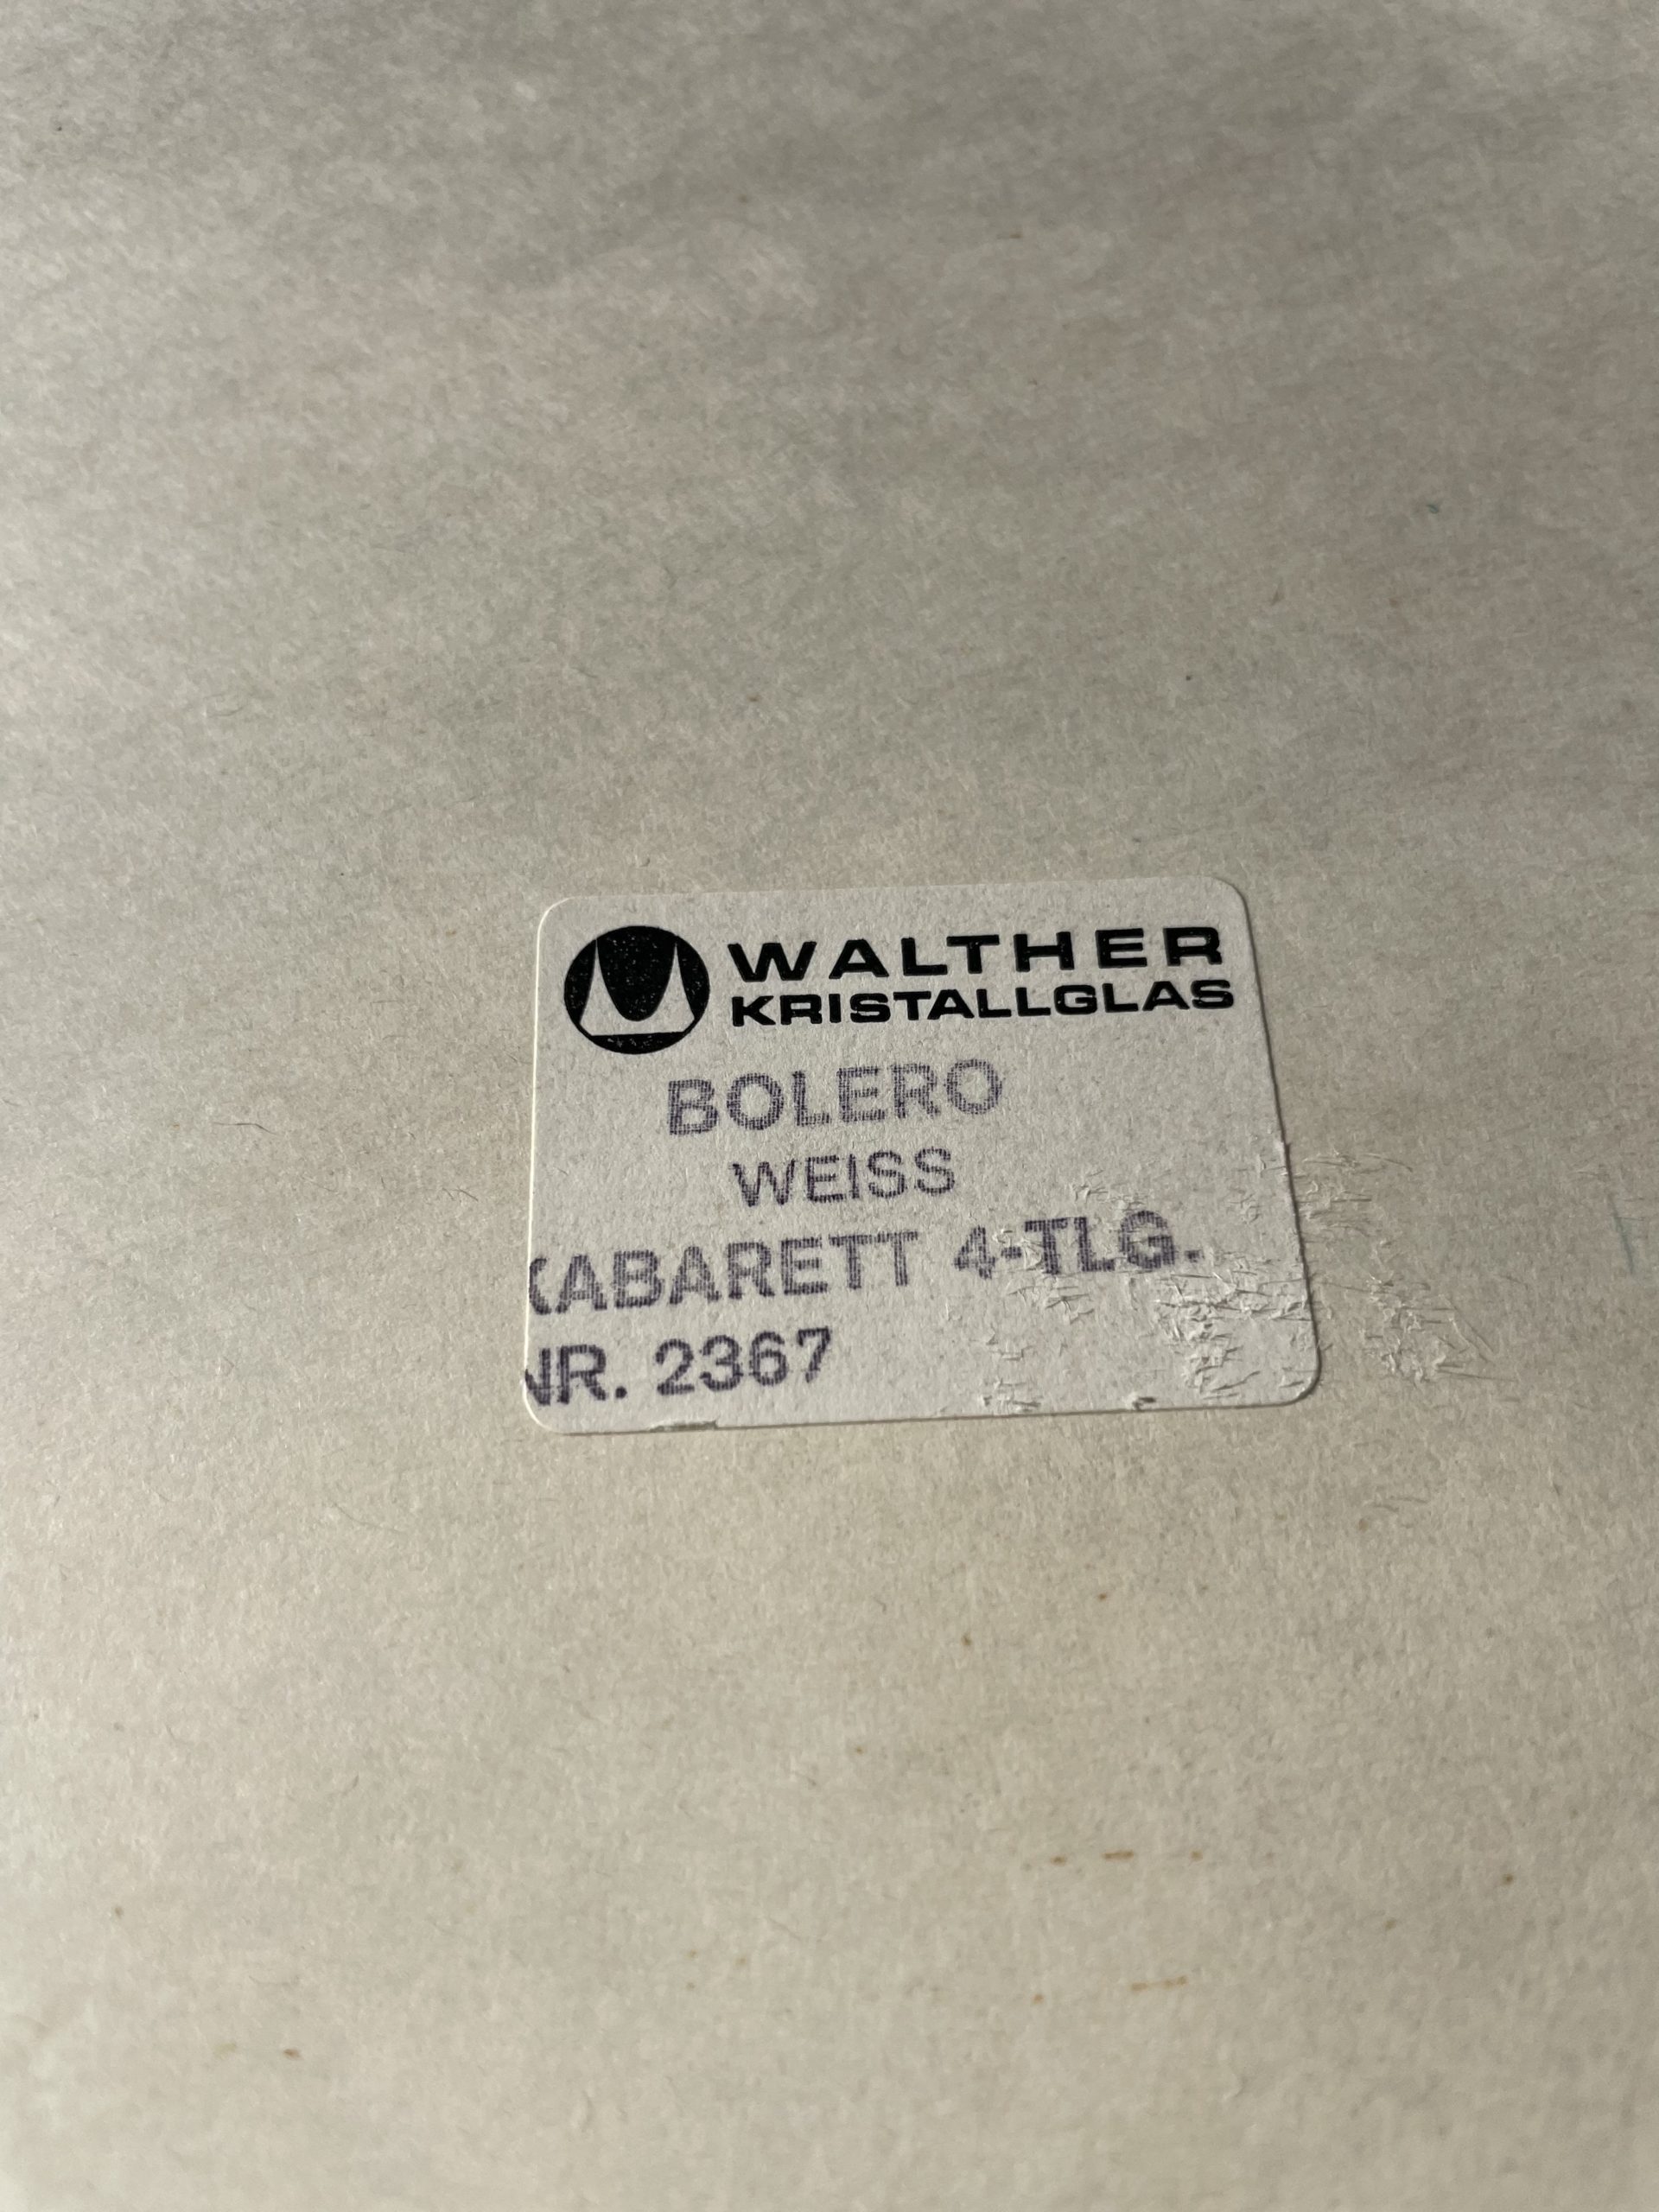 WALTHER
KRISTALLGLAS
BOLERO
WEISS
KABARETT 4-TLG.
NR. 2367